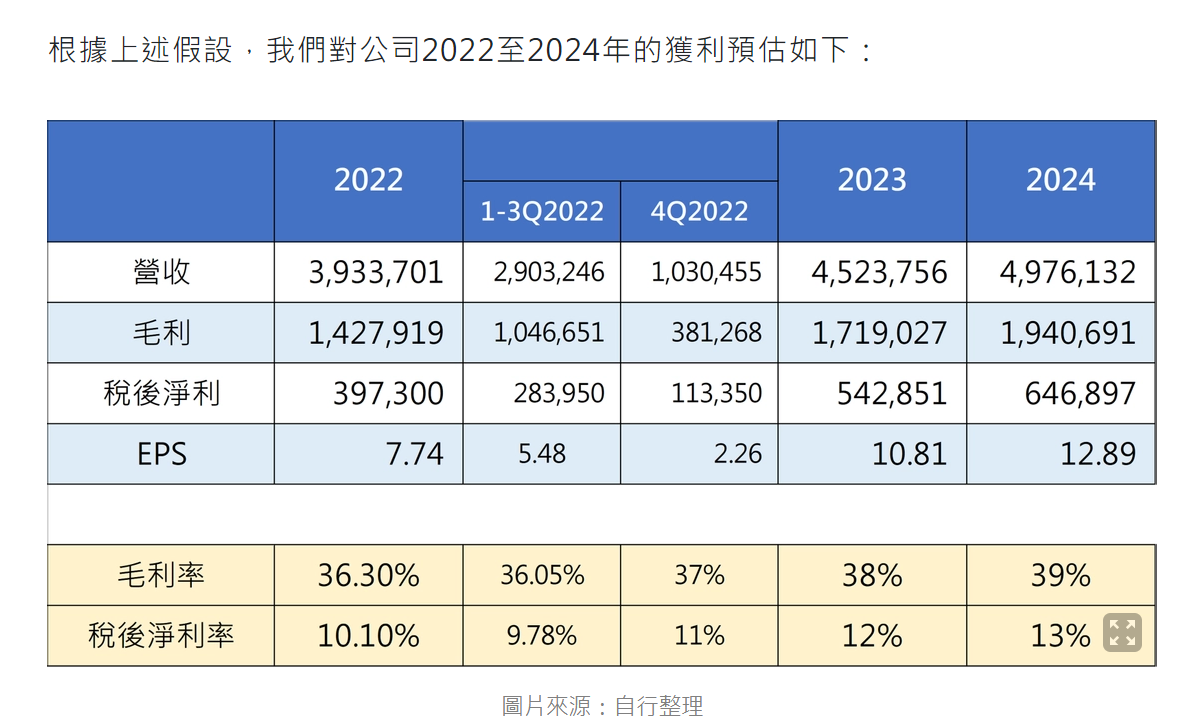 根據上述假設，我們對公司2022至2024年的獲利預估如下：
2022 2023 2024
1-3Q2022 4Q2022
營收 3,933,701 2,903,246 1,030,455 4,523,756 4,976,132
毛利 1,427,919 1,046,651 381,268 1,719,027 1,940,691
稅後淨利 397,300 283,950 113,350 542,851 646,897
EPS 7.74 5.48 2.26 10.81 12.89
毛利率 36.30% 36.05% 37% 38% 39%
稅後淨利率 10.10% 9.78% 11% 12% 13%
圖片來源：自行整理